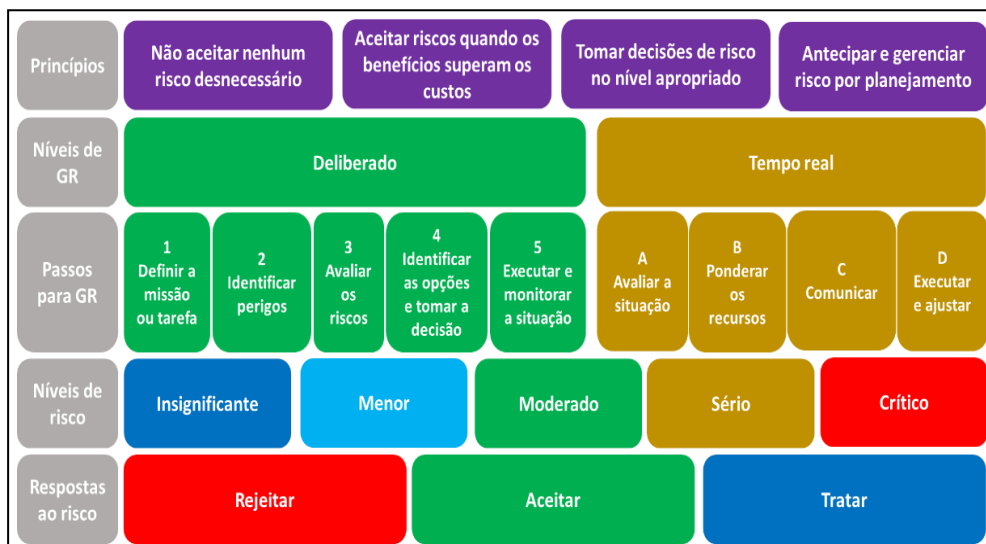 Princípios
Não aceitar nenhum
risco desnecessário
Aceitar riscos quando os
benefícios superam os
custos
Tomar decisões de risco
no nível apropriado
Antecipar e gerenciar
risco por planejamento
Níveis de
GR
Deliberado
Tempo real
Passos
para GR
1
Definir a
missão
ou tarefa
2
Identificar
perigos
3
Avaliar
os
riscos
4
Identificar
as opções
e tomar a
decisão
5
Executar e
monitorar
a situação
A
Avaliar a
situação
B
Ponderar
os
recursos
C
Comunicar
D
Executar
e ajustar
Níveis de
risco
Insignificante
Menor
Moderado
Sério
Crítico
Respostas
ao risco
Rejeitar
Aceitar
Tratar